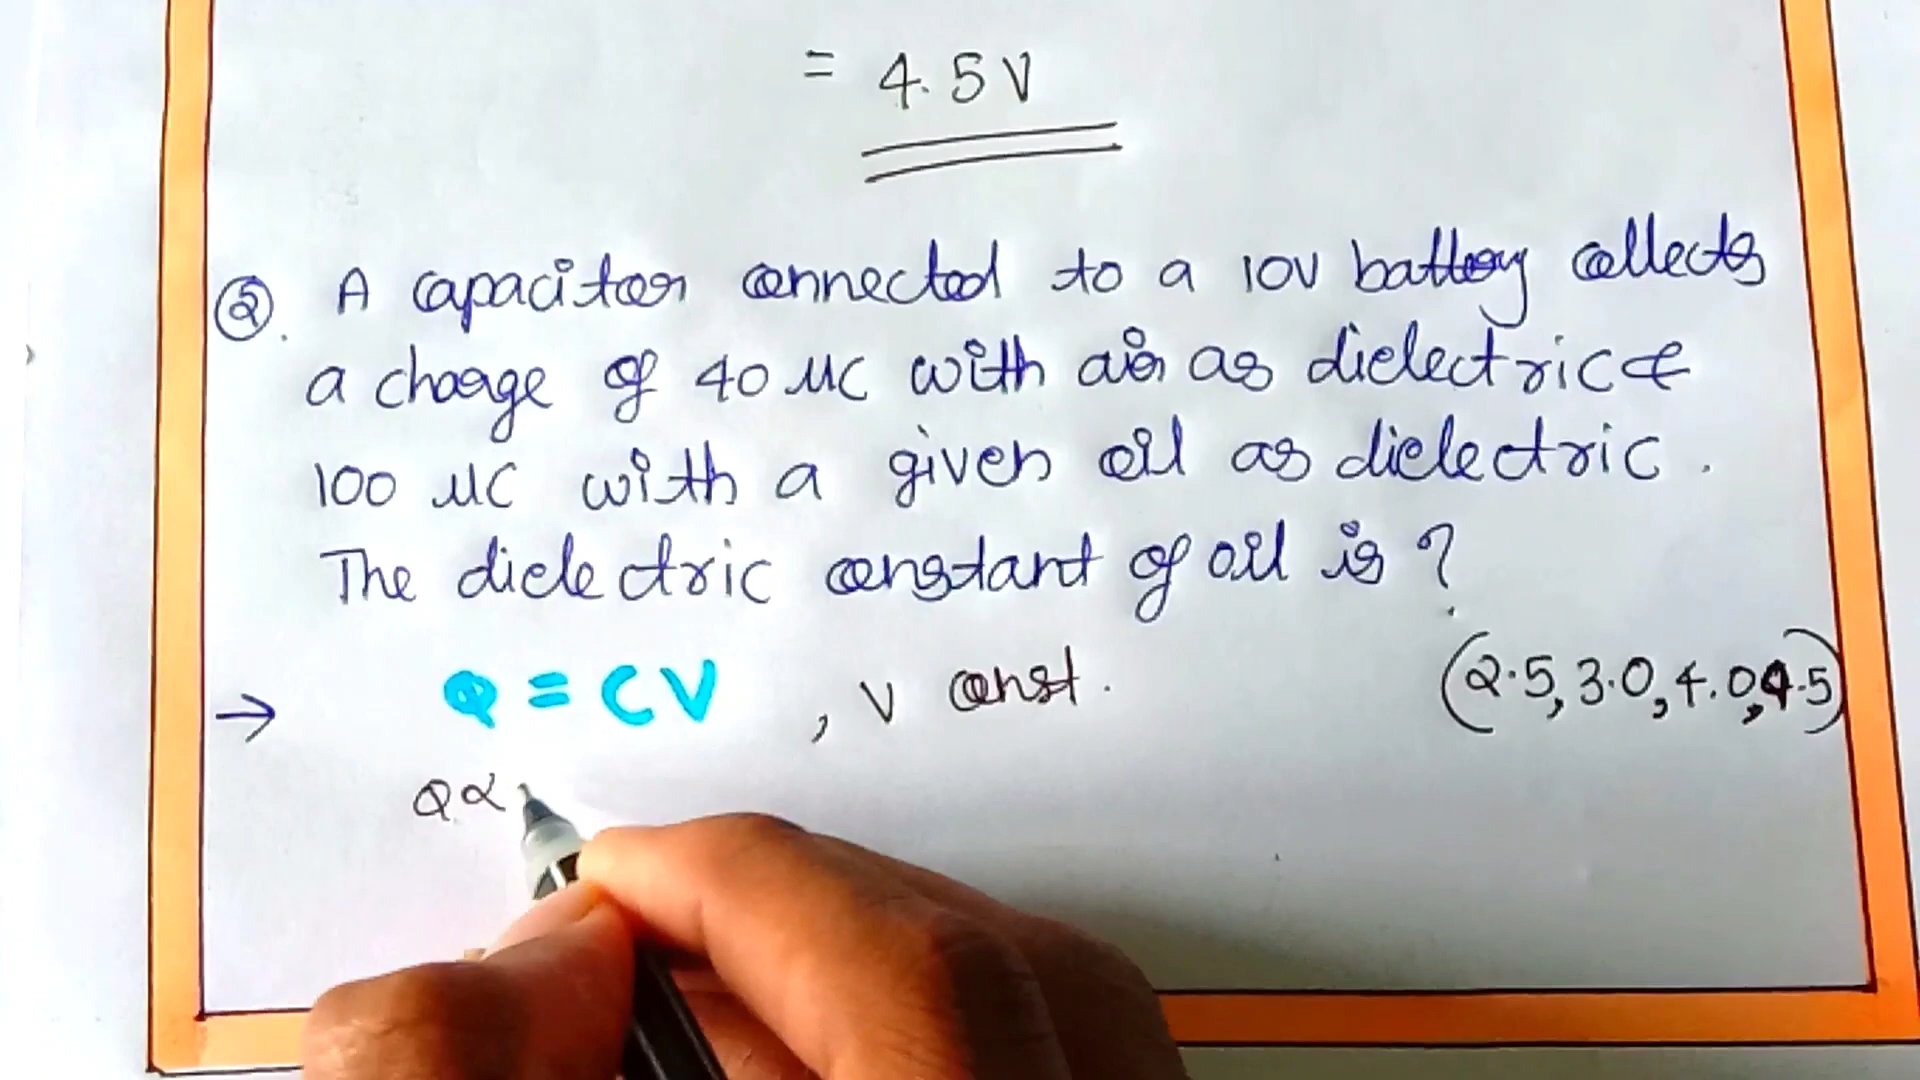 = 4.5V
Q. A capacitor connected to a 10V battery collects
a charge of 40 μC with air as dielectric &
100 μC with a given oil as dielectric.
The dielectric constant of oil is ?
(2.5, 3.0, 4.0, 4.5)
→ Q = CV , V const.
Q ∝